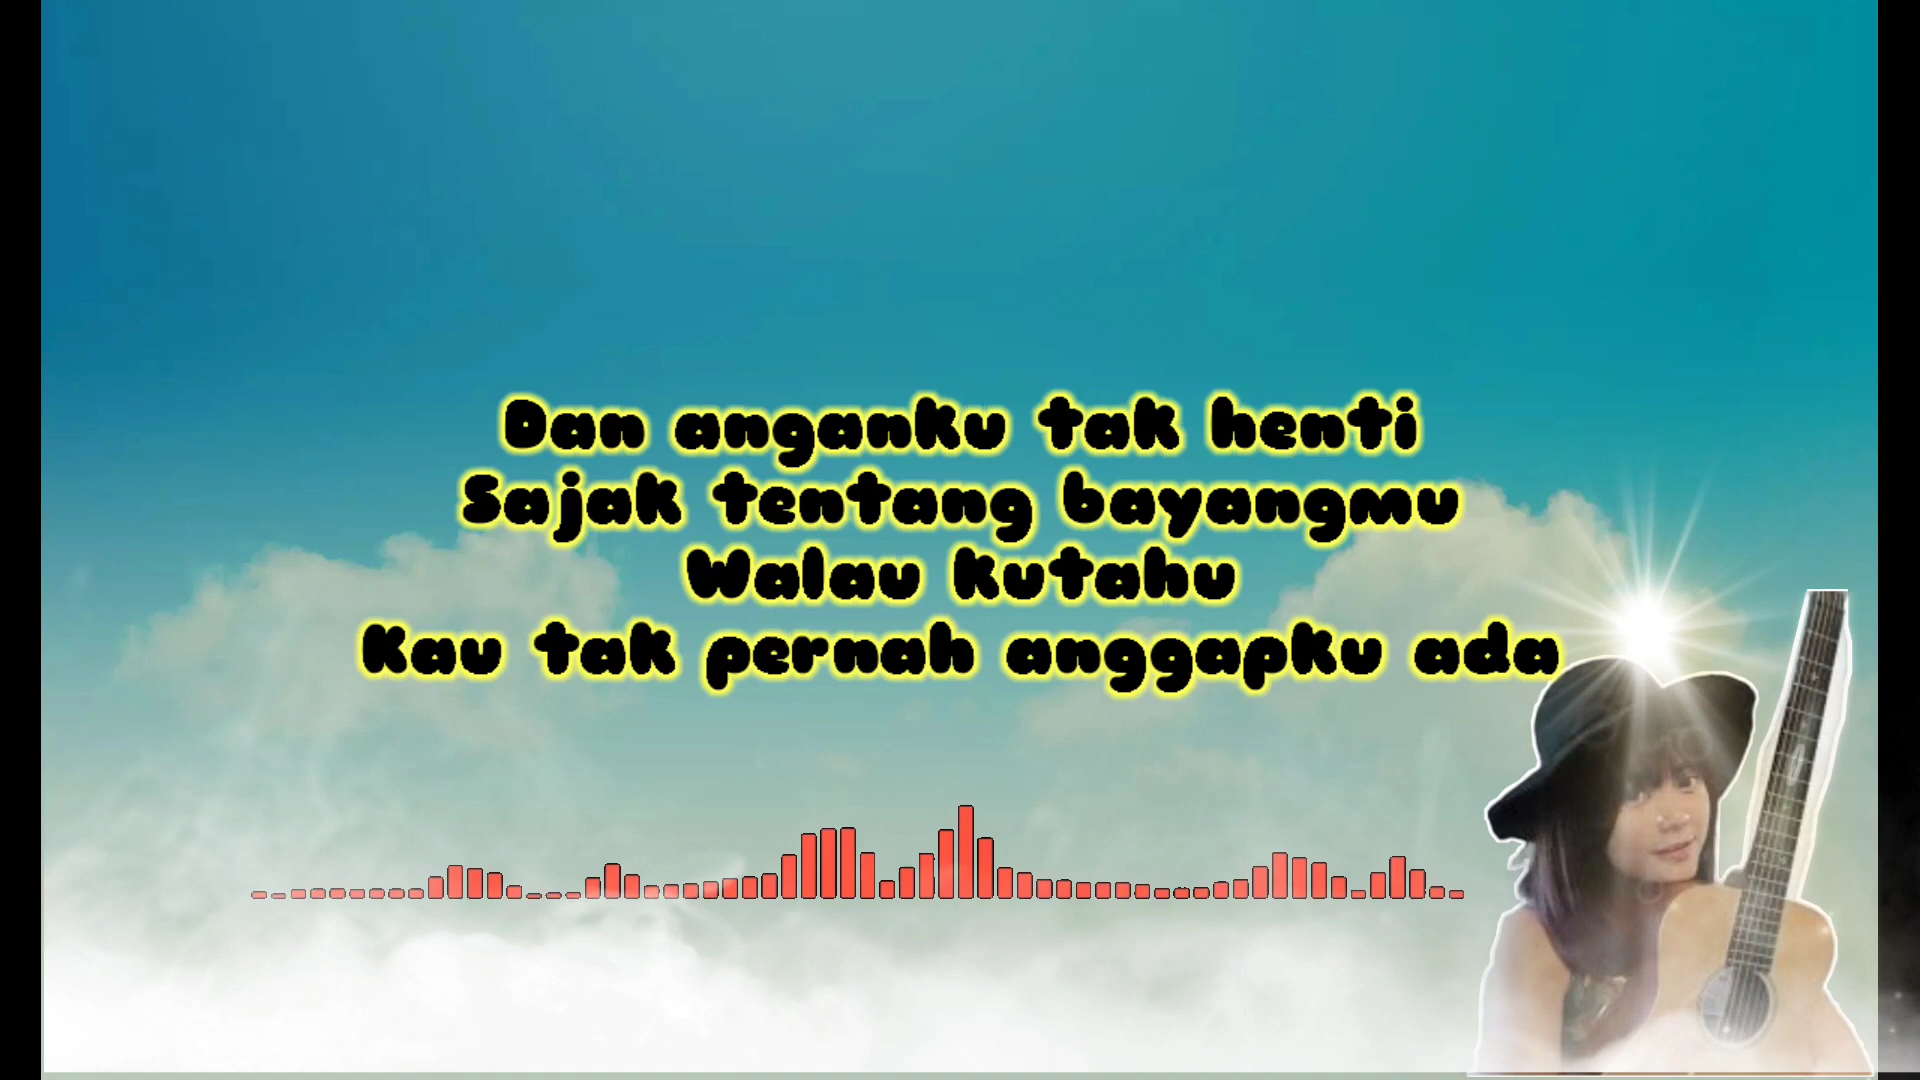 Dan anganku tak henti
Sajak tentang bayangmu
Walau kutahu
Kau tak pernah anggapku ada